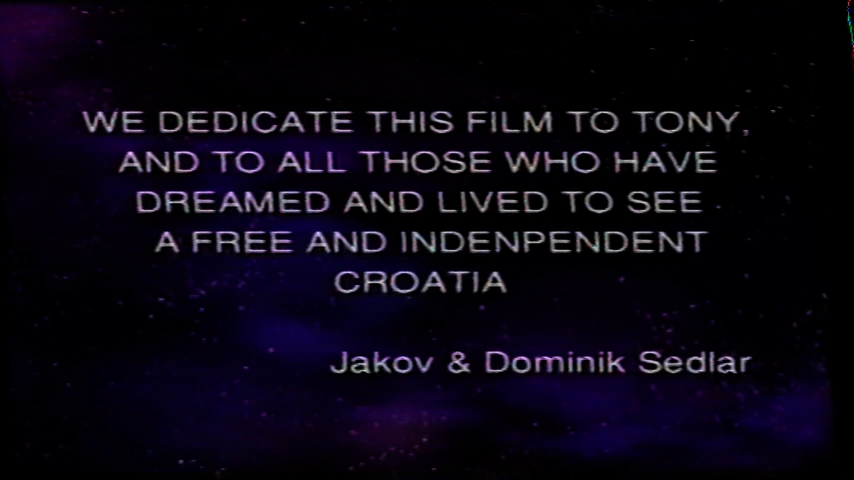 WE DEDICATE THIS FILM TO TONY,
AND TO ALL THOSE WHO HAVE
DREAMED AND LIVED TO SEE
A FREE AND INDENPENDENT
CROATIA
Jakov & Dominik Sedlar